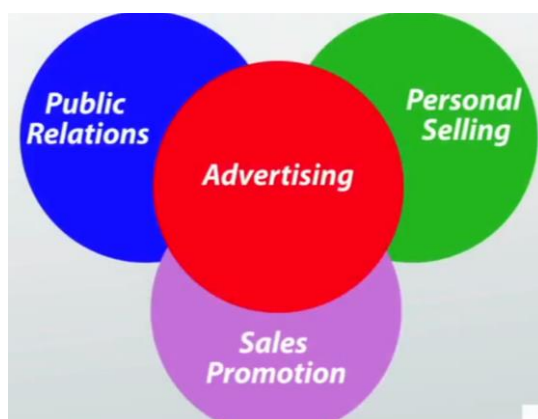 Public
Relations
Personal
Selling
Advertising
Sales
Promotion